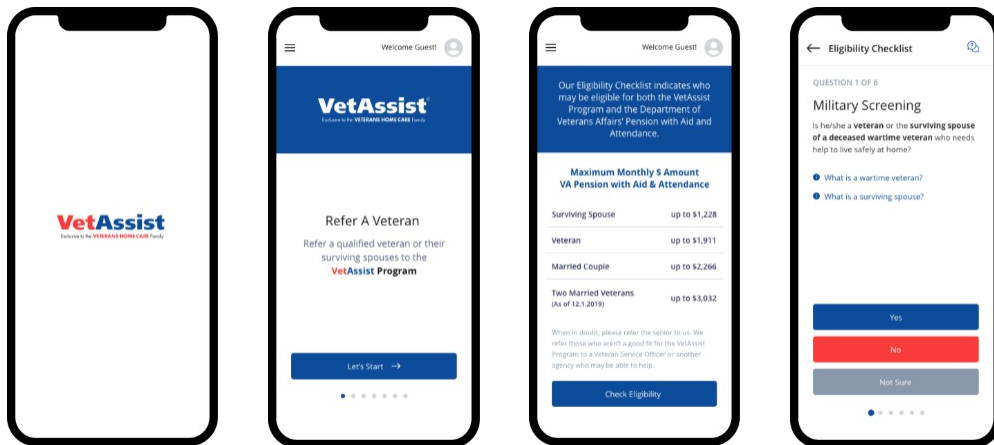 VetAssist
Exclusive to the VETERANS HOME CARE Family
Welcome Guest!
VetAssist
Exclusive to the VETERANS HOME CARE Family
Refer A Veteran
Refer a qualified veteran or their
surviving spouses to the
VetAssist Program
Let's Start →
Welcome Guest!
Our Eligibility Checklist indicates who
may be eligible for both the VetAssist
Program and the Department of
Veterans Affairs' Pension with Aid and
Attendance.
Maximum Monthly $ Amount
VA Pension with Aid & Attendance
Surviving Spouse up to $1,228
Veteran up to $1,911
Married Couple up to $2,266
Two Married Veterans up to $3,032
(As of 12.1.2019)
When in doubt, please refer the senior to us. We
refer those who aren't a good fit for the VetAssist
Program to a Veteran Service Officer or another
agency who may be able to help.
Check Eligibility
← Eligibility Checklist
QUESTION 1 OF 6
Military Screening
Is he/she a veteran or the surviving spouse
of a deceased wartime veteran who needs
help to live safely at home?
What is a wartime veteran?
What is a surviving spouse?
Yes
No
Not Sure